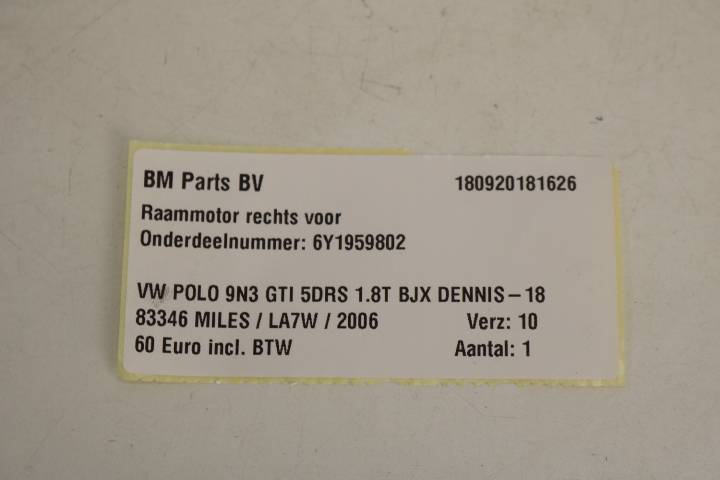 BM Parts BV 180920181626
Raammotor rechts voor
Onderdeelnummer: 6Y1959802
VW POLO 9N3 GTI 5DRS 1.8T BJX DENNIS-18
83346 MILES / LA7W / 2006 Verz: 10
60 Euro incl. BTW Aantal: 1